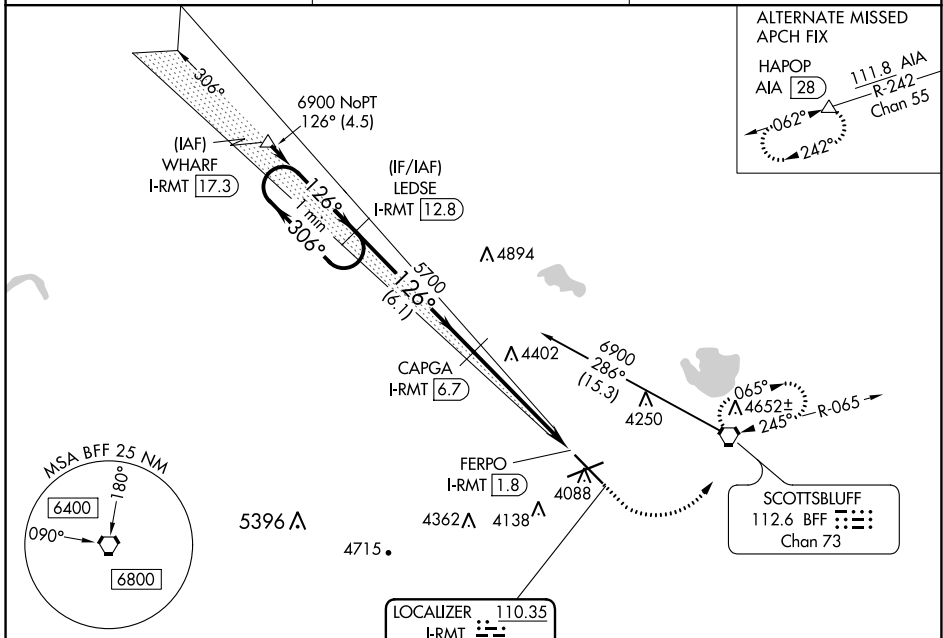 ALTERNATE MISSED
APCH FIX
HAPOP
AIA 28
111.8 AIA
R-242
Chan 55
062°
242°
306°
6900 NoPT
126° (4.5)
(IAF)
WHARF
I-RMT 17.3
(IF/IAF)
LEDSE
I-RMT 12.8
126°
1 min
306°
4894
5700
126°
(6.1)
CAPGA
I-RMT 6.7
4402
6900
286°
(15.3)
4250
065°
4652±
245°
R-065
FERPO
I-RMT 1.8
4088
SCOTTSBLUFF
112.6 BFF
Chan 73
MSA BFF 25 NM
180°
6400
090°
6800
5396
4362
4138
4715
LOCALIZER 110.35
I-RMT